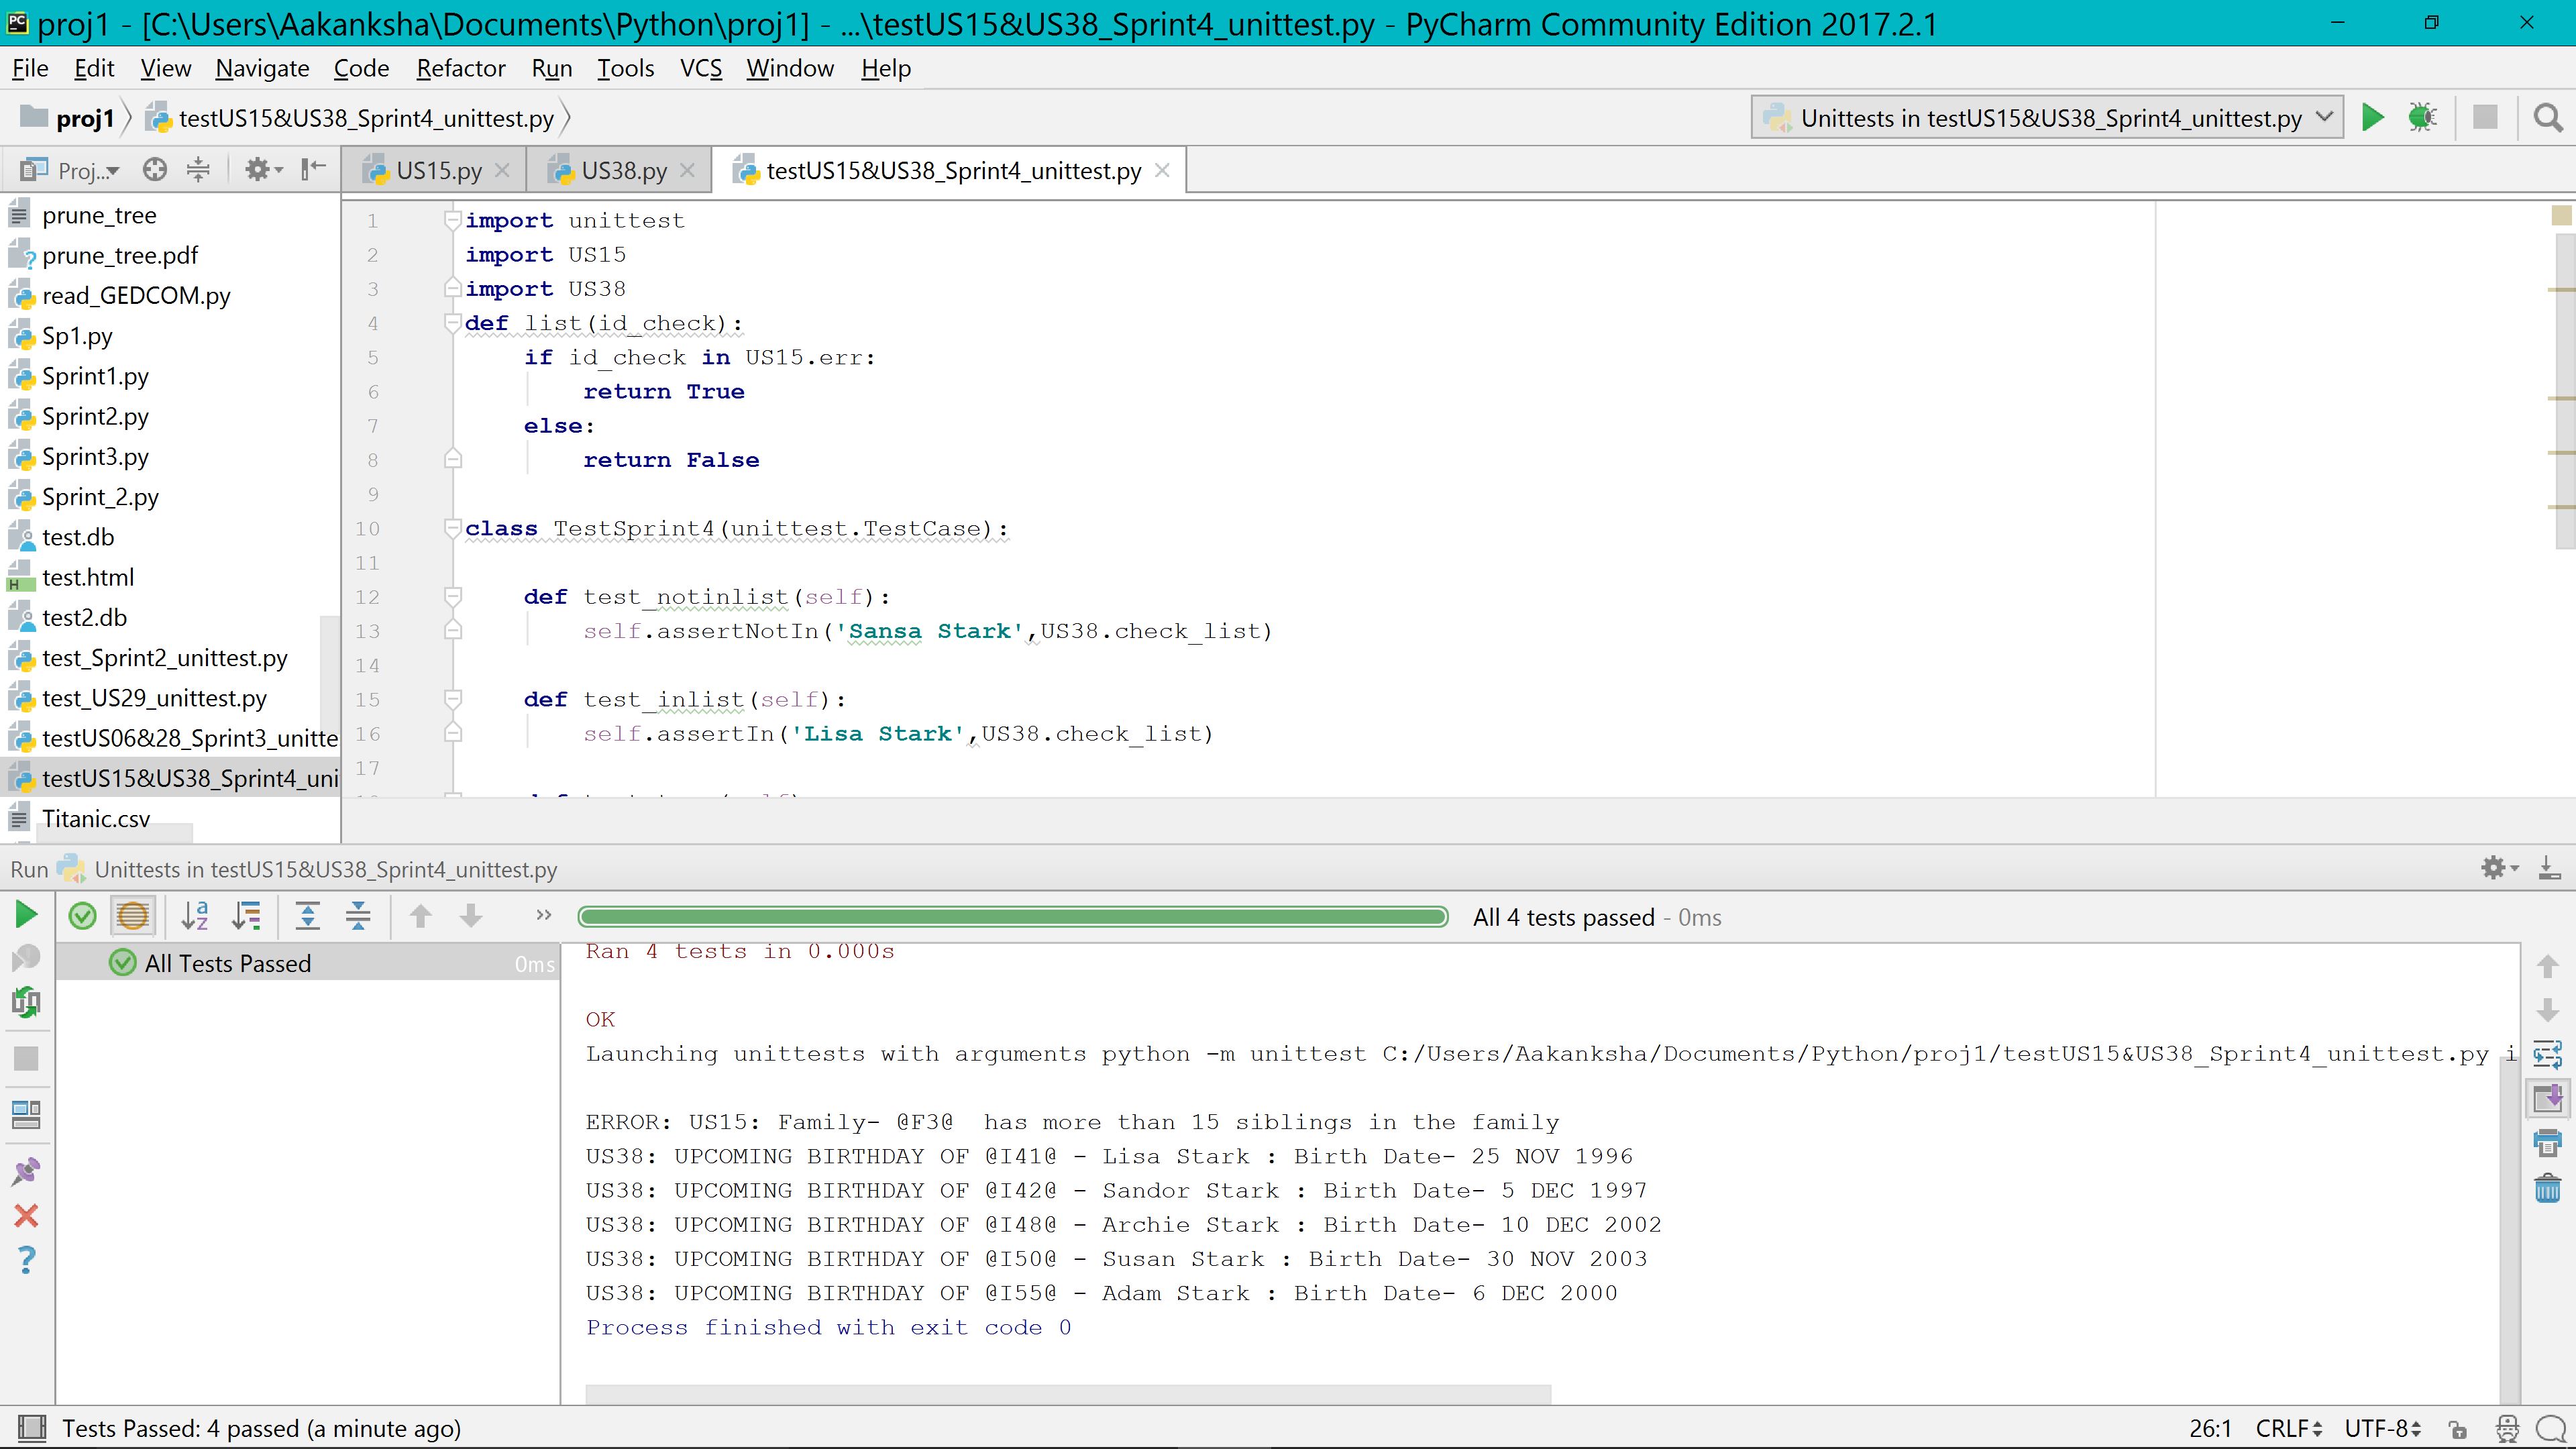 proj1 - [C:\Users\Aakanksha\Documents\Python\proj1] - ...\testUS15&US38_Sprint4_unittest.py - PyCharm Community Edition 2017.2.1
File Edit View Navigate Code Refactor Run Tools VCS Window Help
proj1 testUS15&US38_Sprint4_unittest.py Unittests in testUS15&US38_Sprint4_unittest.py
Proj... US15.py US38.py testUS15&US38_Sprint4_unittest.py
prune_tree
prune_tree.pdf
read_GEDCOM.py
Sp1.py
Sprint1.py
Sprint2.py
Sprint3.py
Sprint_2.py
test.db
test.html
test2.db
test_Sprint2_unittest.py
test_US29_unittest.py
testUS06&28_Sprint3_unitte
testUS15&US38_Sprint4_uni
Titanic.csv
1 import unittest
2 import US15
3 import US38
4 def list(id_check):
5 if id_check in US15.err:
6 return True
7 else:
8 return False
9
10 class TestSprint4(unittest.TestCase):
11
12 def test_notinlist(self):
13 self.assertNotIn('Sansa Stark',US38.check_list)
14
15 def test_inlist(self):
16 self.assertIn('Lisa Stark',US38.check_list)
17
Run Unittests in testUS15&US38_Sprint4_unittest.py
All 4 tests passed - 0ms
All Tests Passed 0ms
Ran 4 tests in 0.000s
OK
Launching unittests with arguments python -m unittest C:/Users/Aakanksha/Documents/Python/proj1/testUS15&US38_Sprint4_unittest.py i
ERROR: US15: Family- @F3@  has more than 15 siblings in the family
US38: UPCOMING BIRTHDAY OF @I41@ - Lisa Stark : Birth Date- 25 NOV 1996
US38: UPCOMING BIRTHDAY OF @I42@ - Sandor Stark : Birth Date- 5 DEC 1997
US38: UPCOMING BIRTHDAY OF @I48@ - Archie Stark : Birth Date- 10 DEC 2002
US38: UPCOMING BIRTHDAY OF @I50@ - Susan Stark : Birth Date- 30 NOV 2003
US38: UPCOMING BIRTHDAY OF @I55@ - Adam Stark : Birth Date- 6 DEC 2000
Process finished with exit code 0
Tests Passed: 4 passed (a minute ago) 26:1 CRLF UTF-8